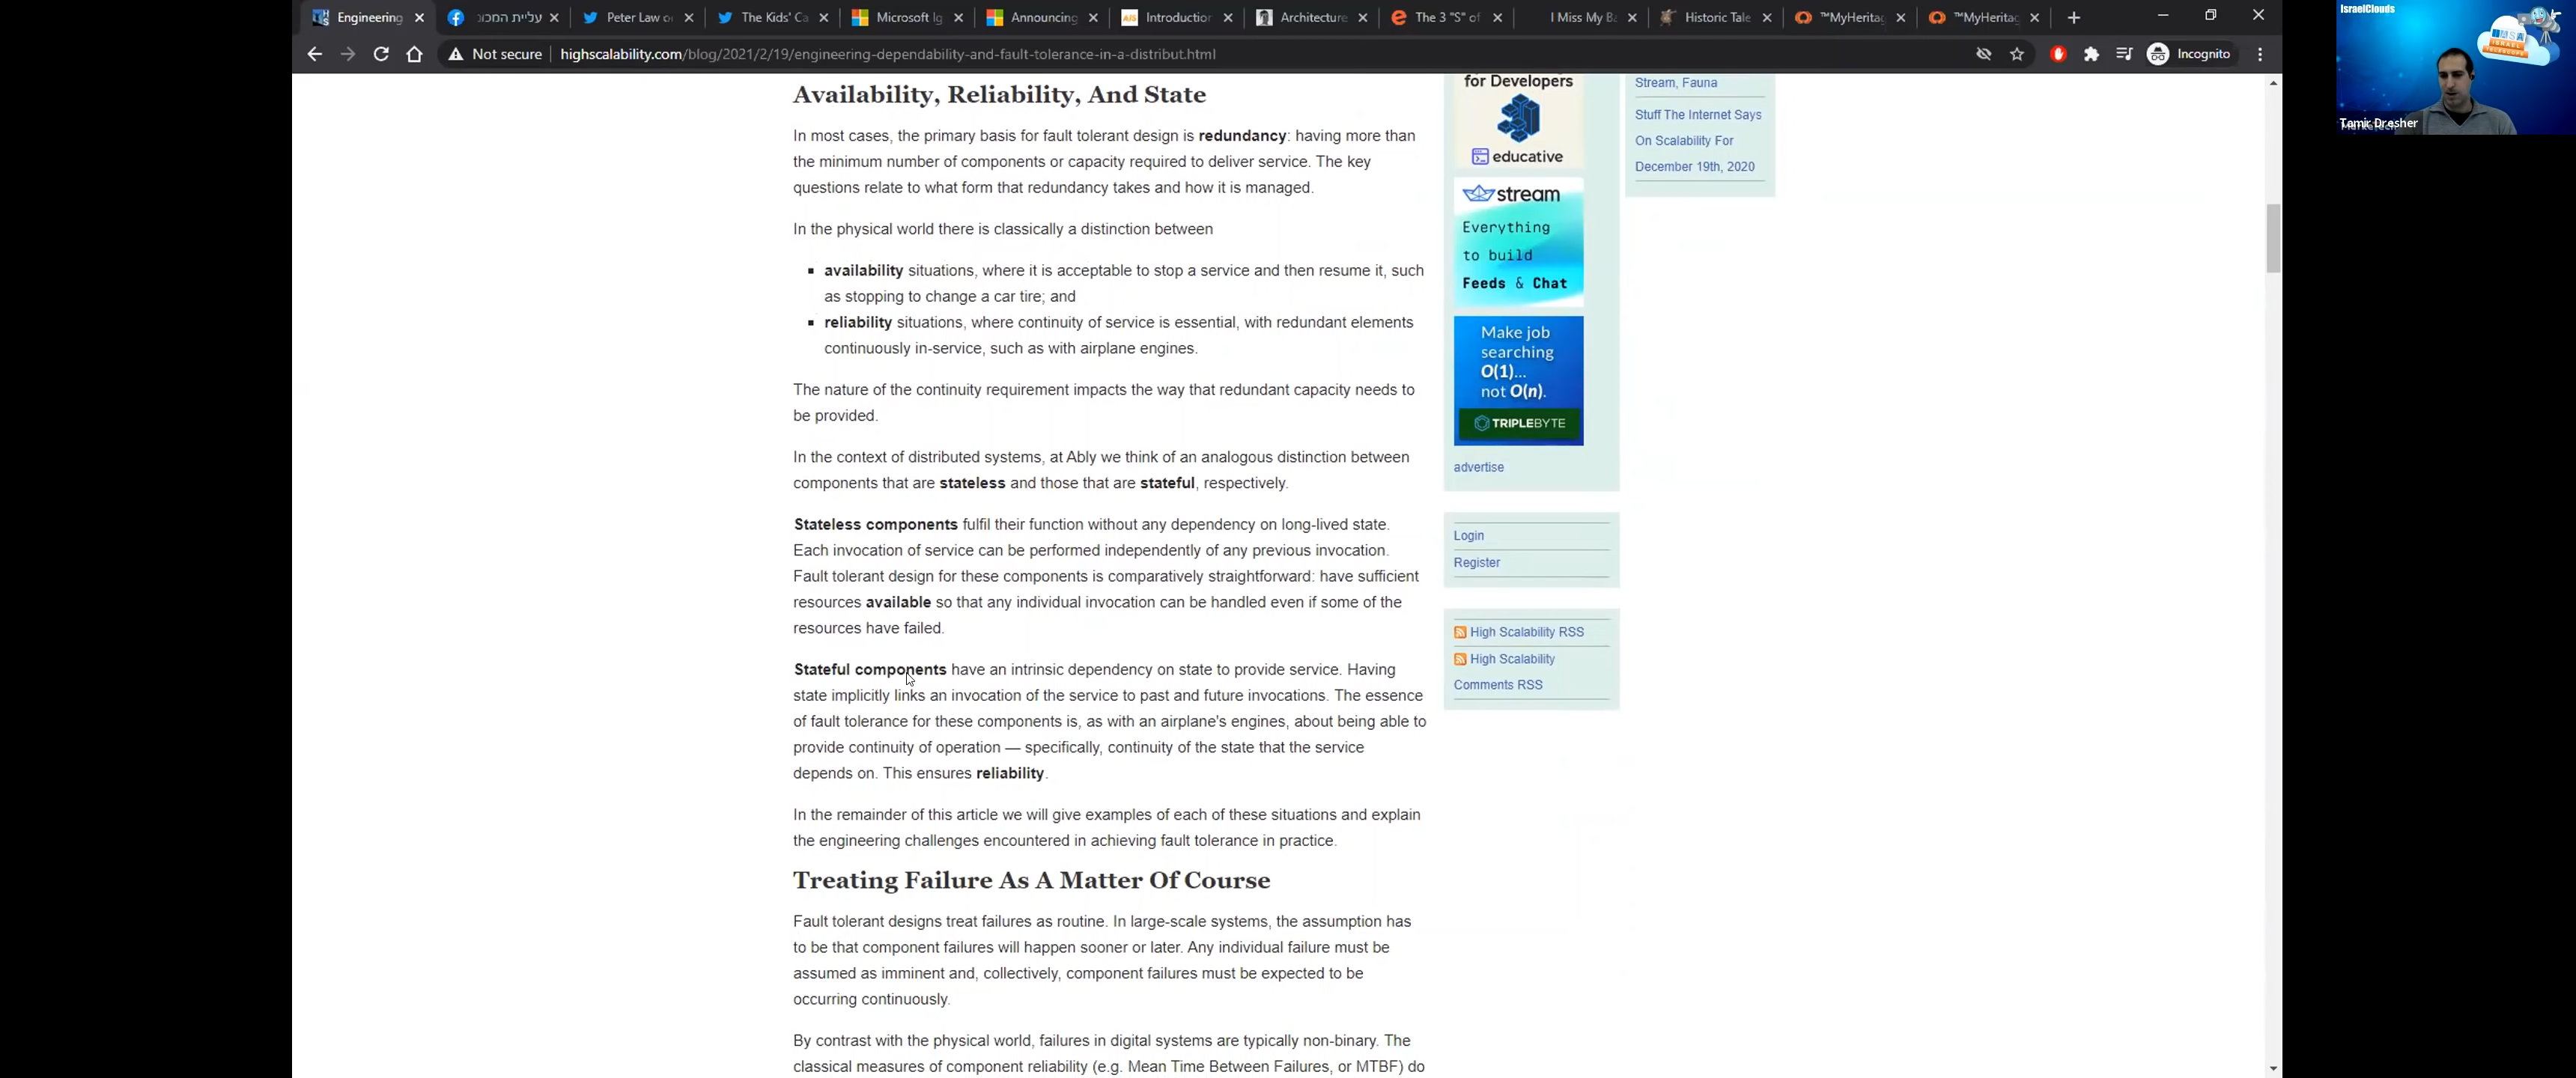 Engineering
עליית המכונ
Peter Law o
The Kids' Ca
Microsoft Ig
Announcing
Introduction
Architecture
The 3 "S" of
I Miss My Ba
Historic Tale
™MyHeritag
™MyHeritag
Not secure
highscalability.com/blog/2021/2/19/engineering-dependability-and-fault-tolerance-in-a-distribut.html
Incognito
Availability, Reliability, And State
In most cases, the primary basis for fault tolerant design is redundancy: having more than
the minimum number of components or capacity required to deliver service. The key
questions relate to what form that redundancy takes and how it is managed.
In the physical world there is classically a distinction between
availability situations, where it is acceptable to stop a service and then resume it, such
as stopping to change a car tire; and
reliability situations, where continuity of service is essential, with redundant elements
continuously in-service, such as with airplane engines.
The nature of the continuity requirement impacts the way that redundant capacity needs to
be provided.
In the context of distributed systems, at Ably we think of an analogous distinction between
components that are stateless and those that are stateful, respectively.
Stateless components fulfil their function without any dependency on long-lived state.
Each invocation of service can be performed independently of any previous invocation.
Fault tolerant design for these components is comparatively straightforward: have sufficient
resources available so that any individual invocation can be handled even if some of the
resources have failed.
Stateful components have an intrinsic dependency on state to provide service. Having
state implicitly links an invocation of the service to past and future invocations. The essence
of fault tolerance for these components is, as with an airplane's engines, about being able to
provide continuity of operation — specifically, continuity of the state that the service
depends on. This ensures reliability.
In the remainder of this article we will give examples of each of these situations and explain
the engineering challenges encountered in achieving fault tolerance in practice.
Treating Failure As A Matter Of Course
Fault tolerant designs treat failures as routine. In large-scale systems, the assumption has
to be that component failures will happen sooner or later. Any individual failure must be
assumed as imminent and, collectively, component failures must be expected to be
occurring continuously.
By contrast with the physical world, failures in digital systems are typically non-binary. The
classical measures of component reliability (e.g. Mean Time Between Failures, or MTBF) do
for Developers
educative
stream
Everything
to build
Feeds & Chat
Make job
searching
O(1)...
not O(n).
TRIPLEBYTE
advertise
Login
Register
High Scalability RSS
High Scalability
Comments RSS
Stream, Fauna
Stuff The Internet Says
On Scalability For
December 19th, 2020
IsraelClouds
IASA
ISRAEL
Tamir Dresher